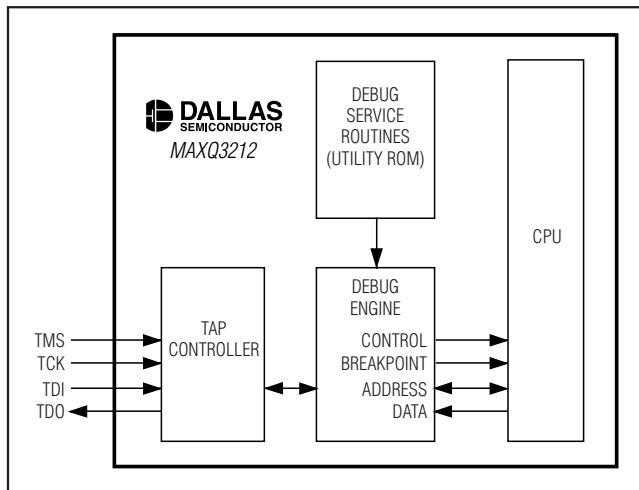 DALLAS
SEMICONDUCTOR
MAXQ3212
DEBUG
SERVICE
ROUTINES
(UTILITY ROM)
CPU
TMS
TCK
TDI
TDO
TAP
CONTROLLER
DEBUG
ENGINE
CONTROL
BREAKPOINT
ADDRESS
DATA